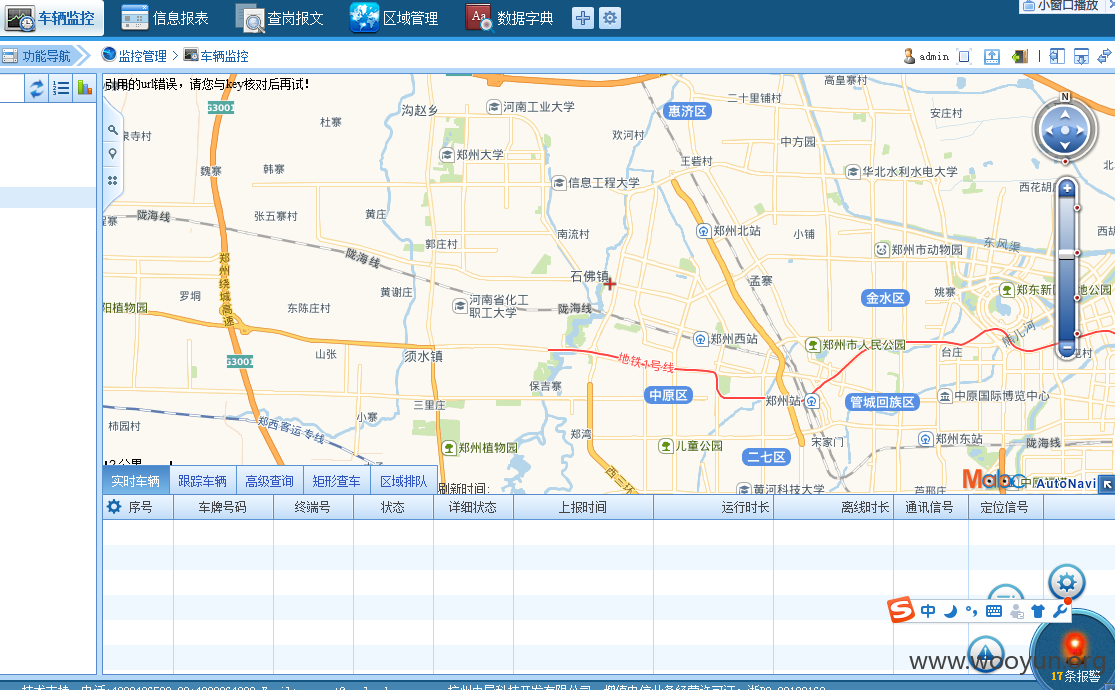 车辆监控
信息报表
查岗报文
区域管理
数据字典
小窗口播放
功能导航
监控管理 > 车辆监控
admin
引用的url错误，请您与key核对后再试！
高皇寨村
G3001
沟赵乡
河南工业大学
惠济区
二十里铺村
安庄村
杜寨
泉寺村
欢河村
中方园
N
郑州大学
王砦村
魏寨
韩寨
信息工程大学
华北水利水电大学
西花胡
陇海线
张五寨村
黄庄
南流村
郑州北站
小铺
郭庄村
郑州市动物园
东风渠
陇海线
郑州绕城高速
石佛镇
孟寨
罗垌
黄谢庄
河南省化工
职工大学
陇海线
金水区
姚寨
阳植物园
东陈庄村
郑州西站
郑州市人民公园
台庄
G3001
山张
须水镇
地铁1号线
保吉寨
中原区
郑州站
管城回族区
中原国际博览中心
三里庄
小寨
柿园村
郑西客运专线
郑州植物园
郑湾
儿童公园
宋家门
郑州东站
陇海线
二七区
西三环
黄河科技大学
Mabc
AutoNavi
实时车辆
跟踪车辆
高级查询
矩形查车
区域排队
刷新时间:
序号
车牌号码
终端号
状态
详细状态
上报时间
运行时长
离线时长
通讯信号
定位信号
中
www.wooyun.org
17条报警